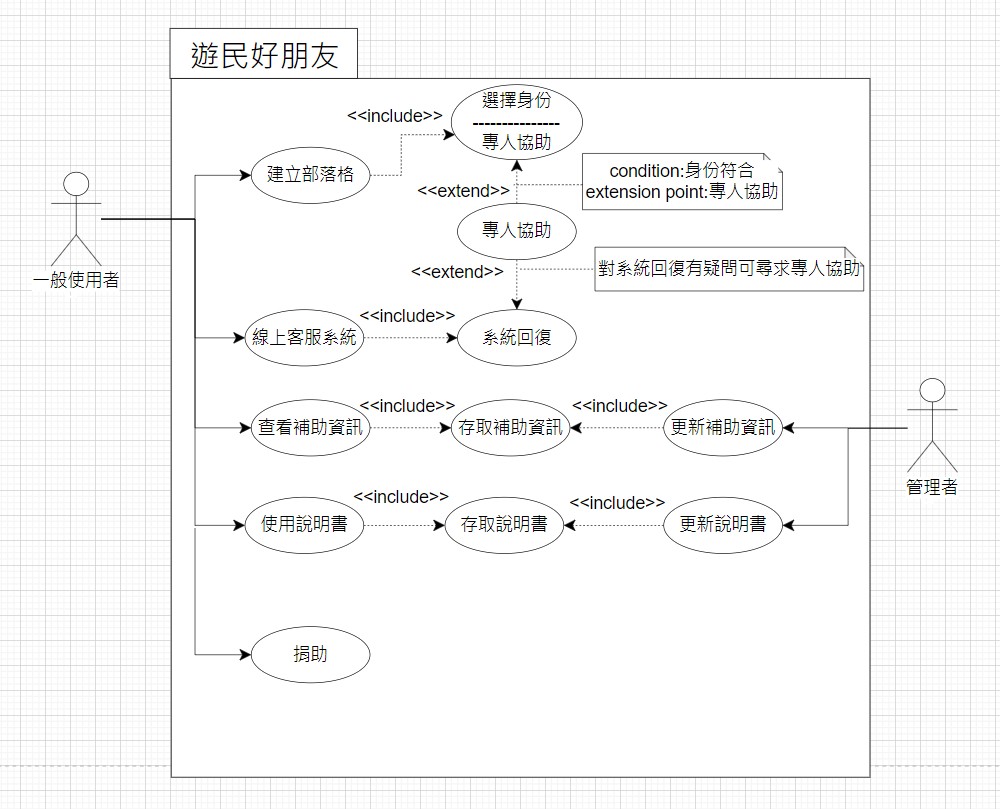 遊民好朋友
<<include>>
選擇身份
---------------
專人協助
建立部落格
condition:身份符合
extension point:專人協助
<<extend>>
專人協助
一般使用者
<<extend>>
對系統回復有疑問可尋求專人協助
<<include>>
線上客服系統
系統回復
<<include>>
<<include>>
查看補助資訊
存取補助資訊
更新補助資訊
管理者
<<include>>
<<include>>
使用說明書
存取說明書
更新說明書
捐助